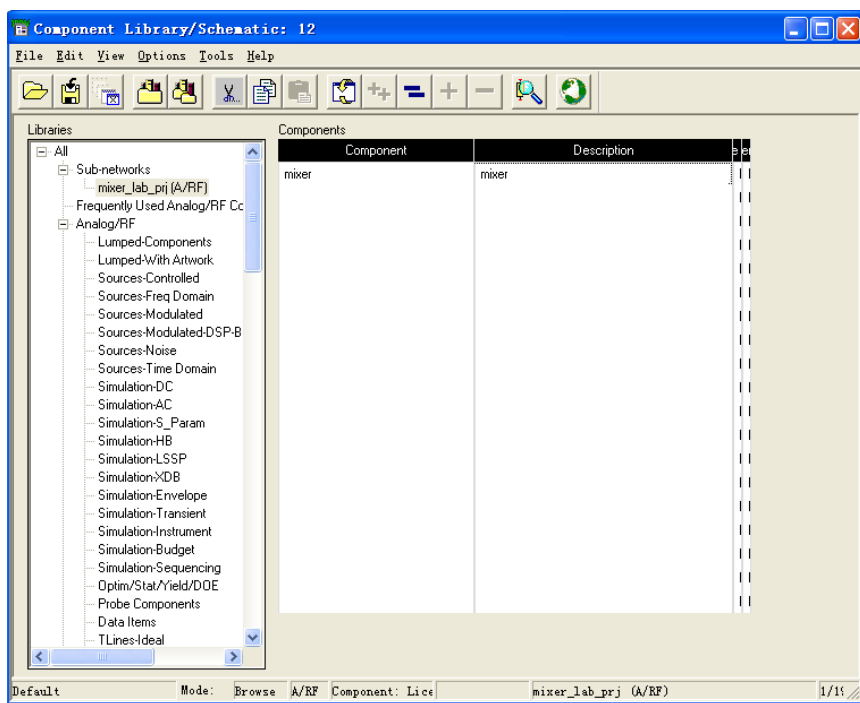 Component Library/Schematic: 12
File Edit View Options Tools Help
Libraries
Components
All
Sub-networks
mixer_lab_prj (A/RF)
Frequently Used Analog/RF Cc
Analog/RF
Lumped-Components
Lumped-With Artwork
Sources-Controlled
Sources-Freq Domain
Sources-Modulated
Sources-Modulated-DSP-B
Sources-Noise
Sources-Time Domain
Simulation-DC
Simulation-AC
Simulation-S_Param
Simulation-HB
Simulation-LSSP
Simulation-XDB
Simulation-Envelope
Simulation-Transient
Simulation-Instrument
Simulation-Budget
Simulation-Sequencing
Optim/Stat/Yield/DOE
Probe Components
Data Items
TLines-Ideal
Component Description
mixer mixer
Default Mode: Browse A/RF Component: Lice mixer_lab_prj (A/RF)